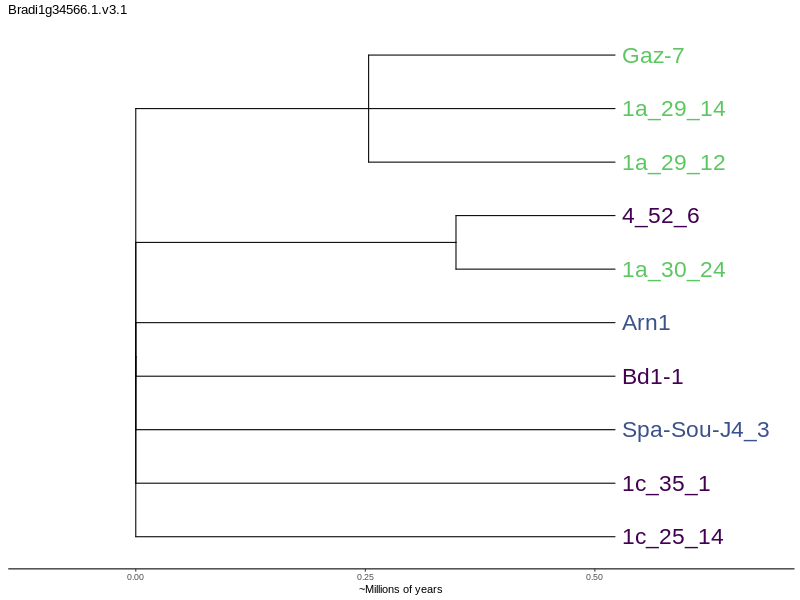 Bradi1g34566.1.v3.1
Gaz-7
1a_29_14
1a_29_12
4_52_6
1a_30_24
Arn1
Bd1-1
Spa-Sou-J4_3
1c_35_1
1c_25_14
0.00 0.25 0.50
~Millions of years